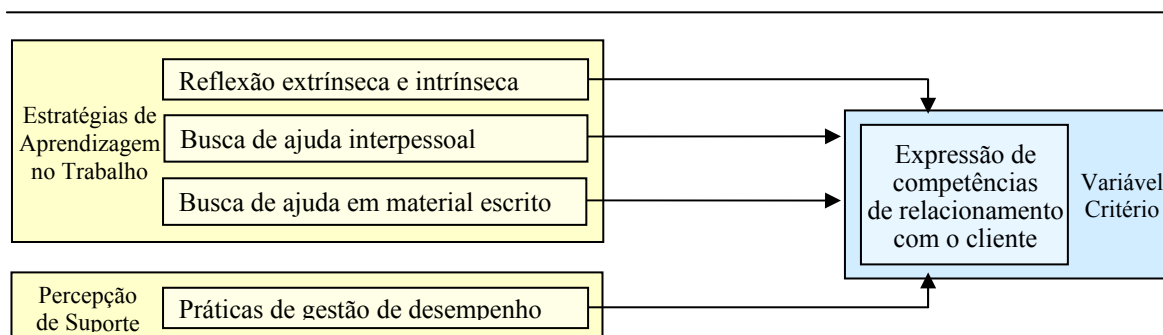 Reflexão extrínseca e intrínseca
Estratégias de
Aprendizagem
no Trabalho
Busca de ajuda interpessoal
Busca de ajuda em material escrito
Expressão de
competências
de relacionamento
com o cliente
Variável
Critério
Percepção
de Suporte
Práticas de gestão de desempenho